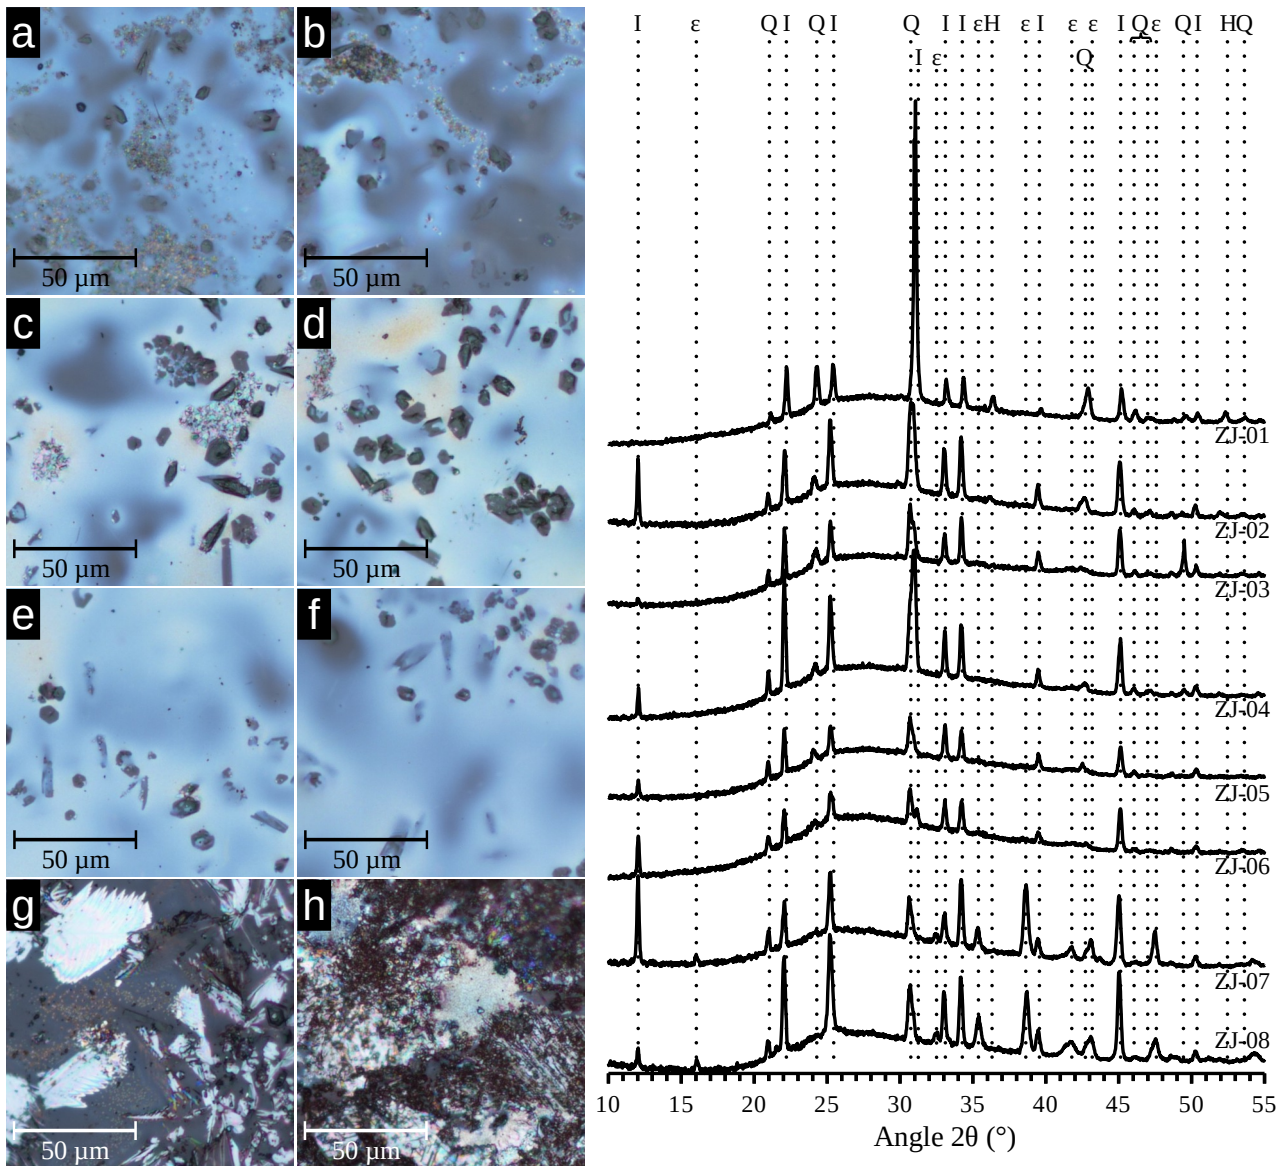 a
50 µm
b
50 µm
c
50 µm
d
50 µm
e
50 µm
f
50 µm
g
50 µm
h
50 µm
I ε Q I Q I Q I I ε H ε I ε ε I Q ε Q I H Q
I ε Q
ZJ-01
ZJ-02
ZJ-03
ZJ-04
ZJ-05
ZJ-06
ZJ-07
ZJ-08
10 15 20 25 30 35 40 45 50 55
Angle 2θ (°)